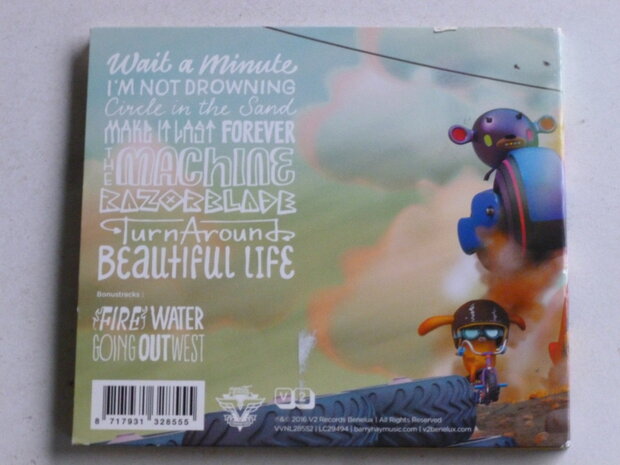 Wait a Minute
I'M NOT DROWNING
Circle in the Sand
MAKE IT LAST FOREVER
THE MACHINE
RAZORBLADE
Turn Around
BEAUTIFUL LIFE
Bonustracks :
FIRE WATER
GOING OUT WEST
8 717931 328555
V2
℗&© 2016 V2 Records Benelux | All Rights Reserved
VVNL28552 | LC29494 | barryhaymusic.com | v2benelux.com